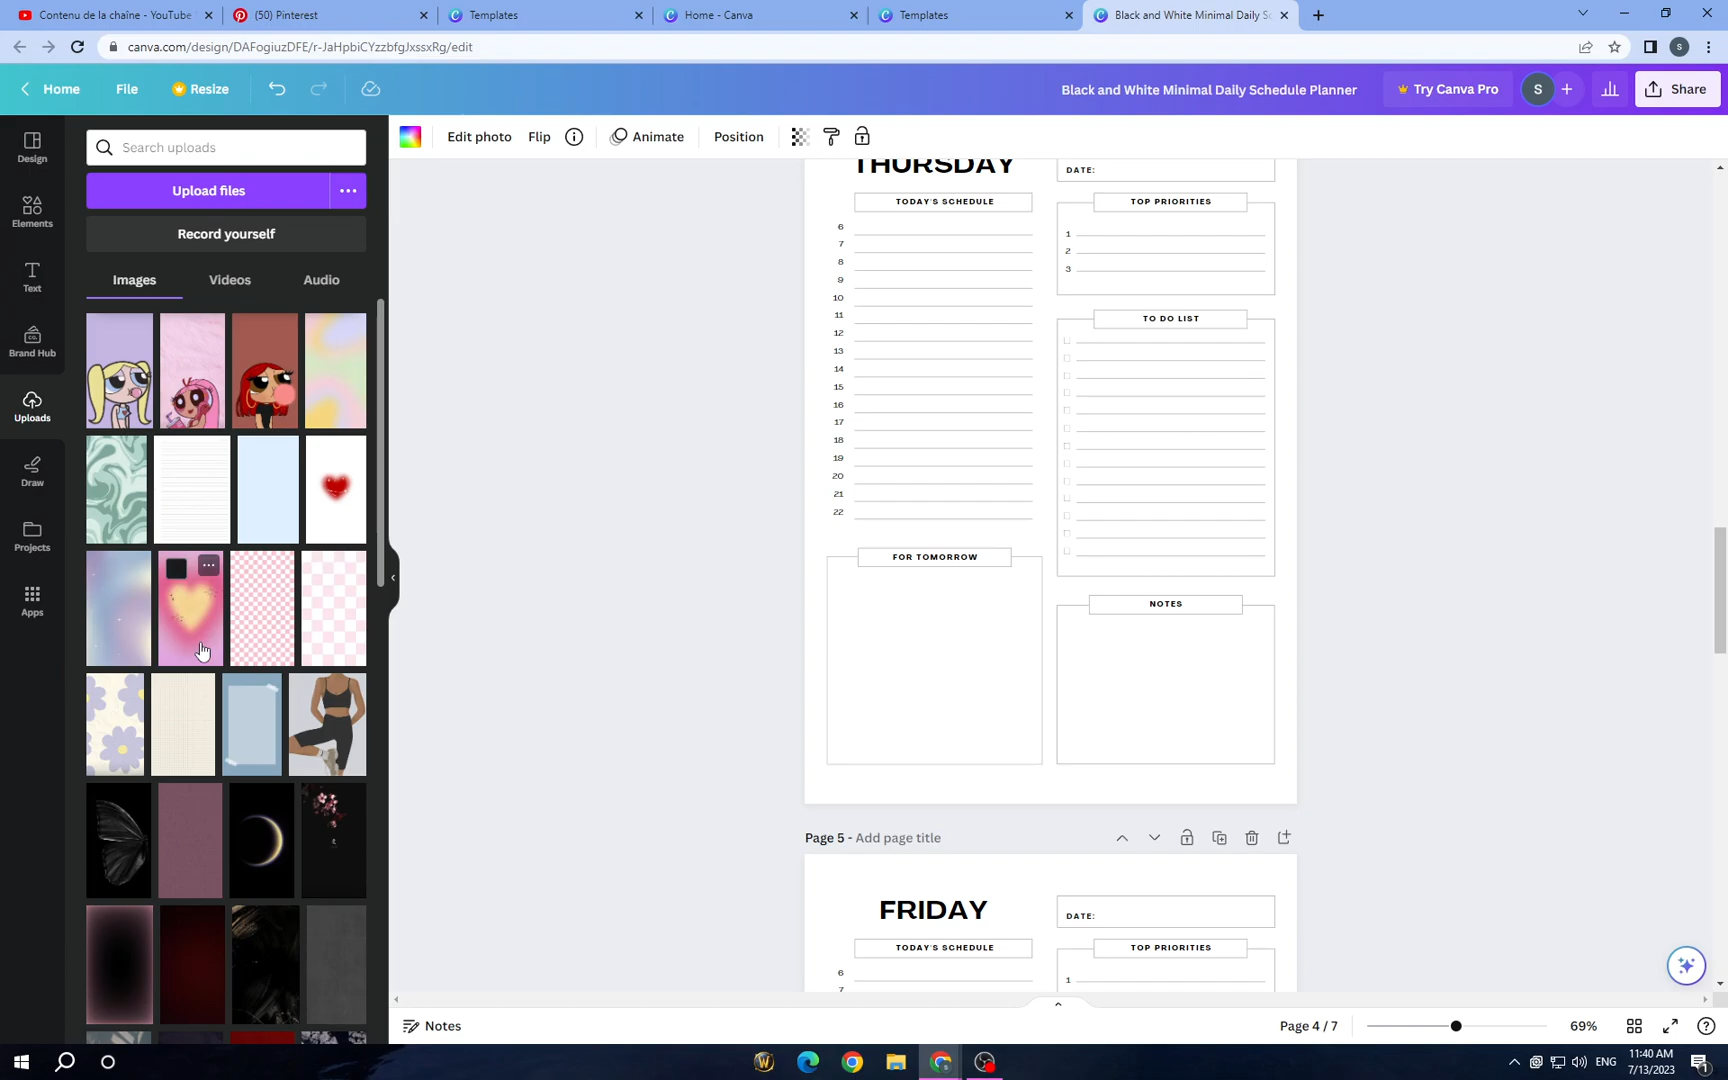 Contenu de la chaîne - YouTube
(50) Pinterest
Templates
Home - Canva
Templates
Black and White Minimal Daily Sc
canva.com/design/DAFogiuzDFE/r-JaHpbiCYzzbfgJxssxRg/edit
S
Home
File
Resize
Black and White Minimal Daily Schedule Planner
Try Canva Pro
S
Share
Design
Elements
Text
Brand Hub
Uploads
Draw
Projects
Apps
Search uploads
Upload files
Record yourself
Images
Videos
Audio
Edit photo
Flip
Animate
Position
THURSDAY
DATE:
TODAY'S SCHEDULE
6
7
8
9
10
11
12
13
14
15
16
17
18
19
20
21
22
TOP PRIORITIES
1
2
3
TO DO LIST
FOR TOMORROW
NOTES
Page 5 - Add page title
FRIDAY
DATE:
TODAY'S SCHEDULE
6
7
TOP PRIORITIES
1
Notes
Page 4 / 7
69%
ENG
11:40 AM
7/13/2023
1